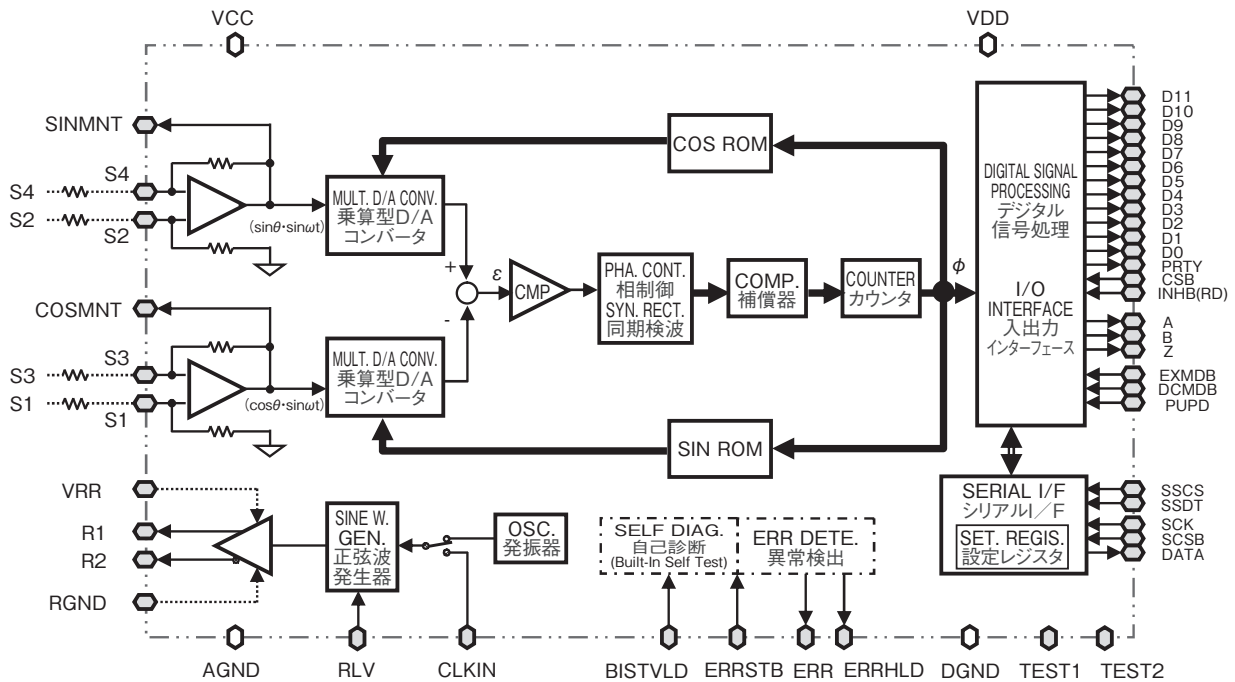 VCC
VDD
SINMNT
S4
S4
S2
S2
(sinθ・sinωt)
MULT. D/A CONV.
乗算型D/A
コンバータ
COS ROM
+
-
ε
CMP
PHA. CONT.
相制御
SYN. RECT.
同期検波
COMP.
補償器
COUNTER
カウンタ
φ
DIGITAL SIGNAL
PROCESSING
デジタル
信号処理
I/O
INTERFACE
入出力
インターフェース
D11
D10
D9
D8
D7
D6
D5
D4
D3
D2
D1
D0
PRTY
CSB
INHB(RD)
A
B
Z
EXMDB
DCMDB
PUPD
COSMNT
S3
S3
S1
S1
(cosθ・sinωt)
MULT. D/A CONV.
乗算型D/A
コンバータ
SIN ROM
VRR
R1
R2
RGND
SINE W.
GEN.
正弦波
発生器
OSC.
発振器
SELF DIAG.
自己診断
(Built-In Self Test)
ERR DETE.
異常検出
SERIAL I/F
シリアルI/F
SET. REGIS.
設定レジスタ
SSCS
SSDT
SCK
SCSB
DATA
AGND
RLV
CLKIN
BISTVLD
ERRSTB
ERR
ERRHLD
DGND
TEST1
TEST2